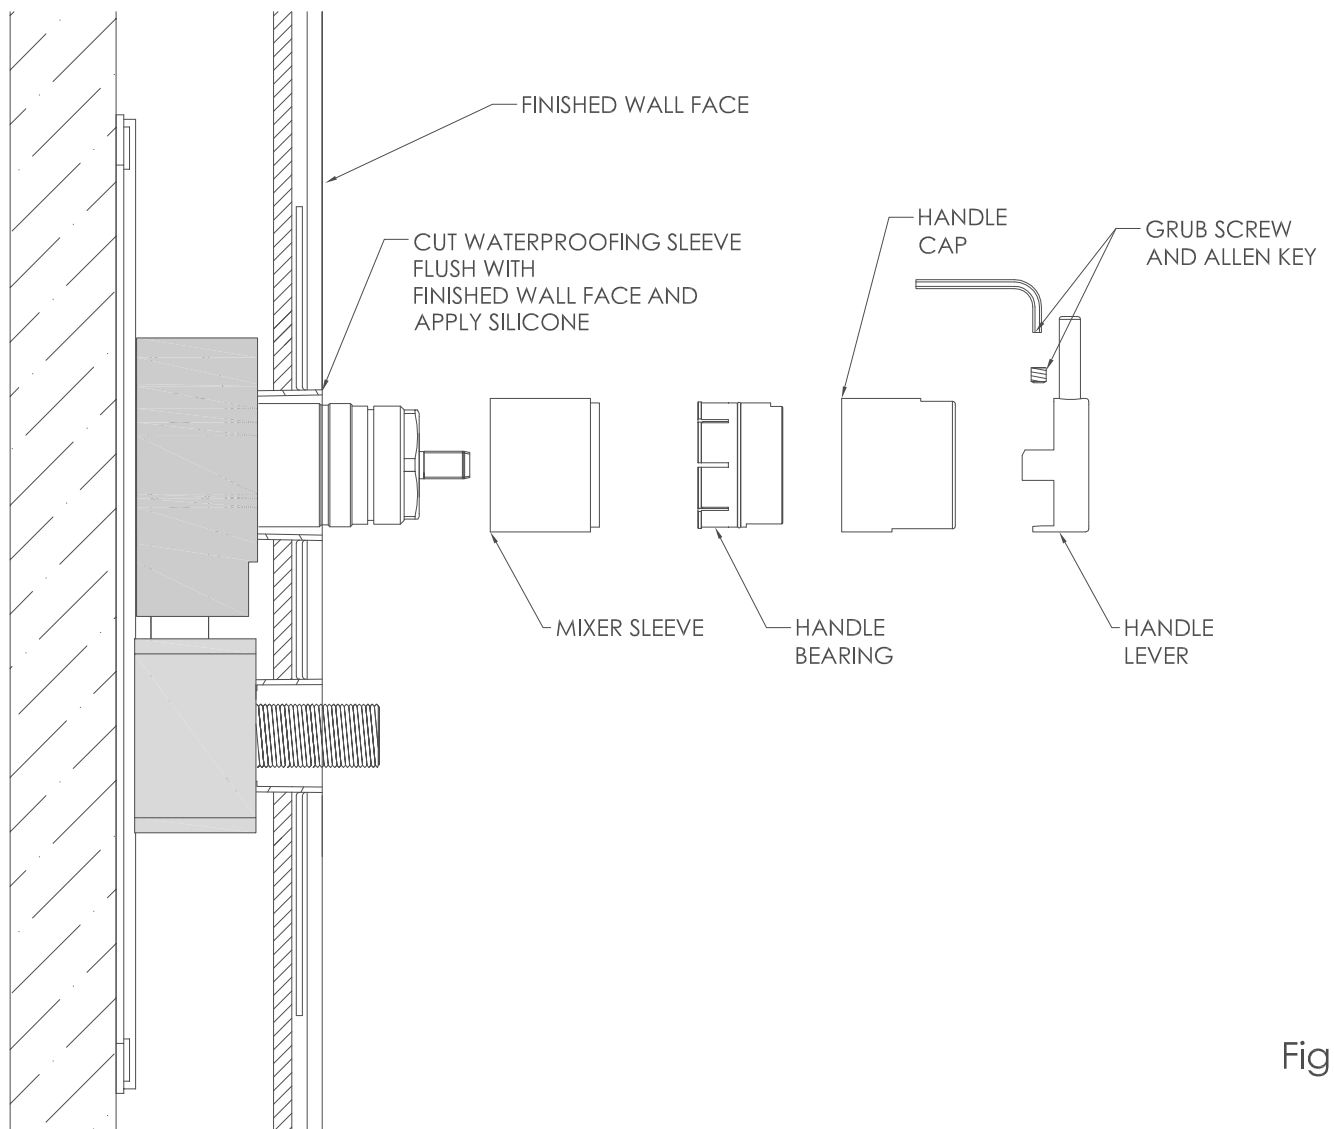 FINISHED WALL FACE
CUT WATERPROOFING SLEEVE
FLUSH WITH
FINISHED WALL FACE AND
APPLY SILICONE
HANDLE
CAP
GRUB SCREW
AND ALLEN KEY
MIXER SLEEVE
HANDLE
BEARING
HANDLE
LEVER
Fig